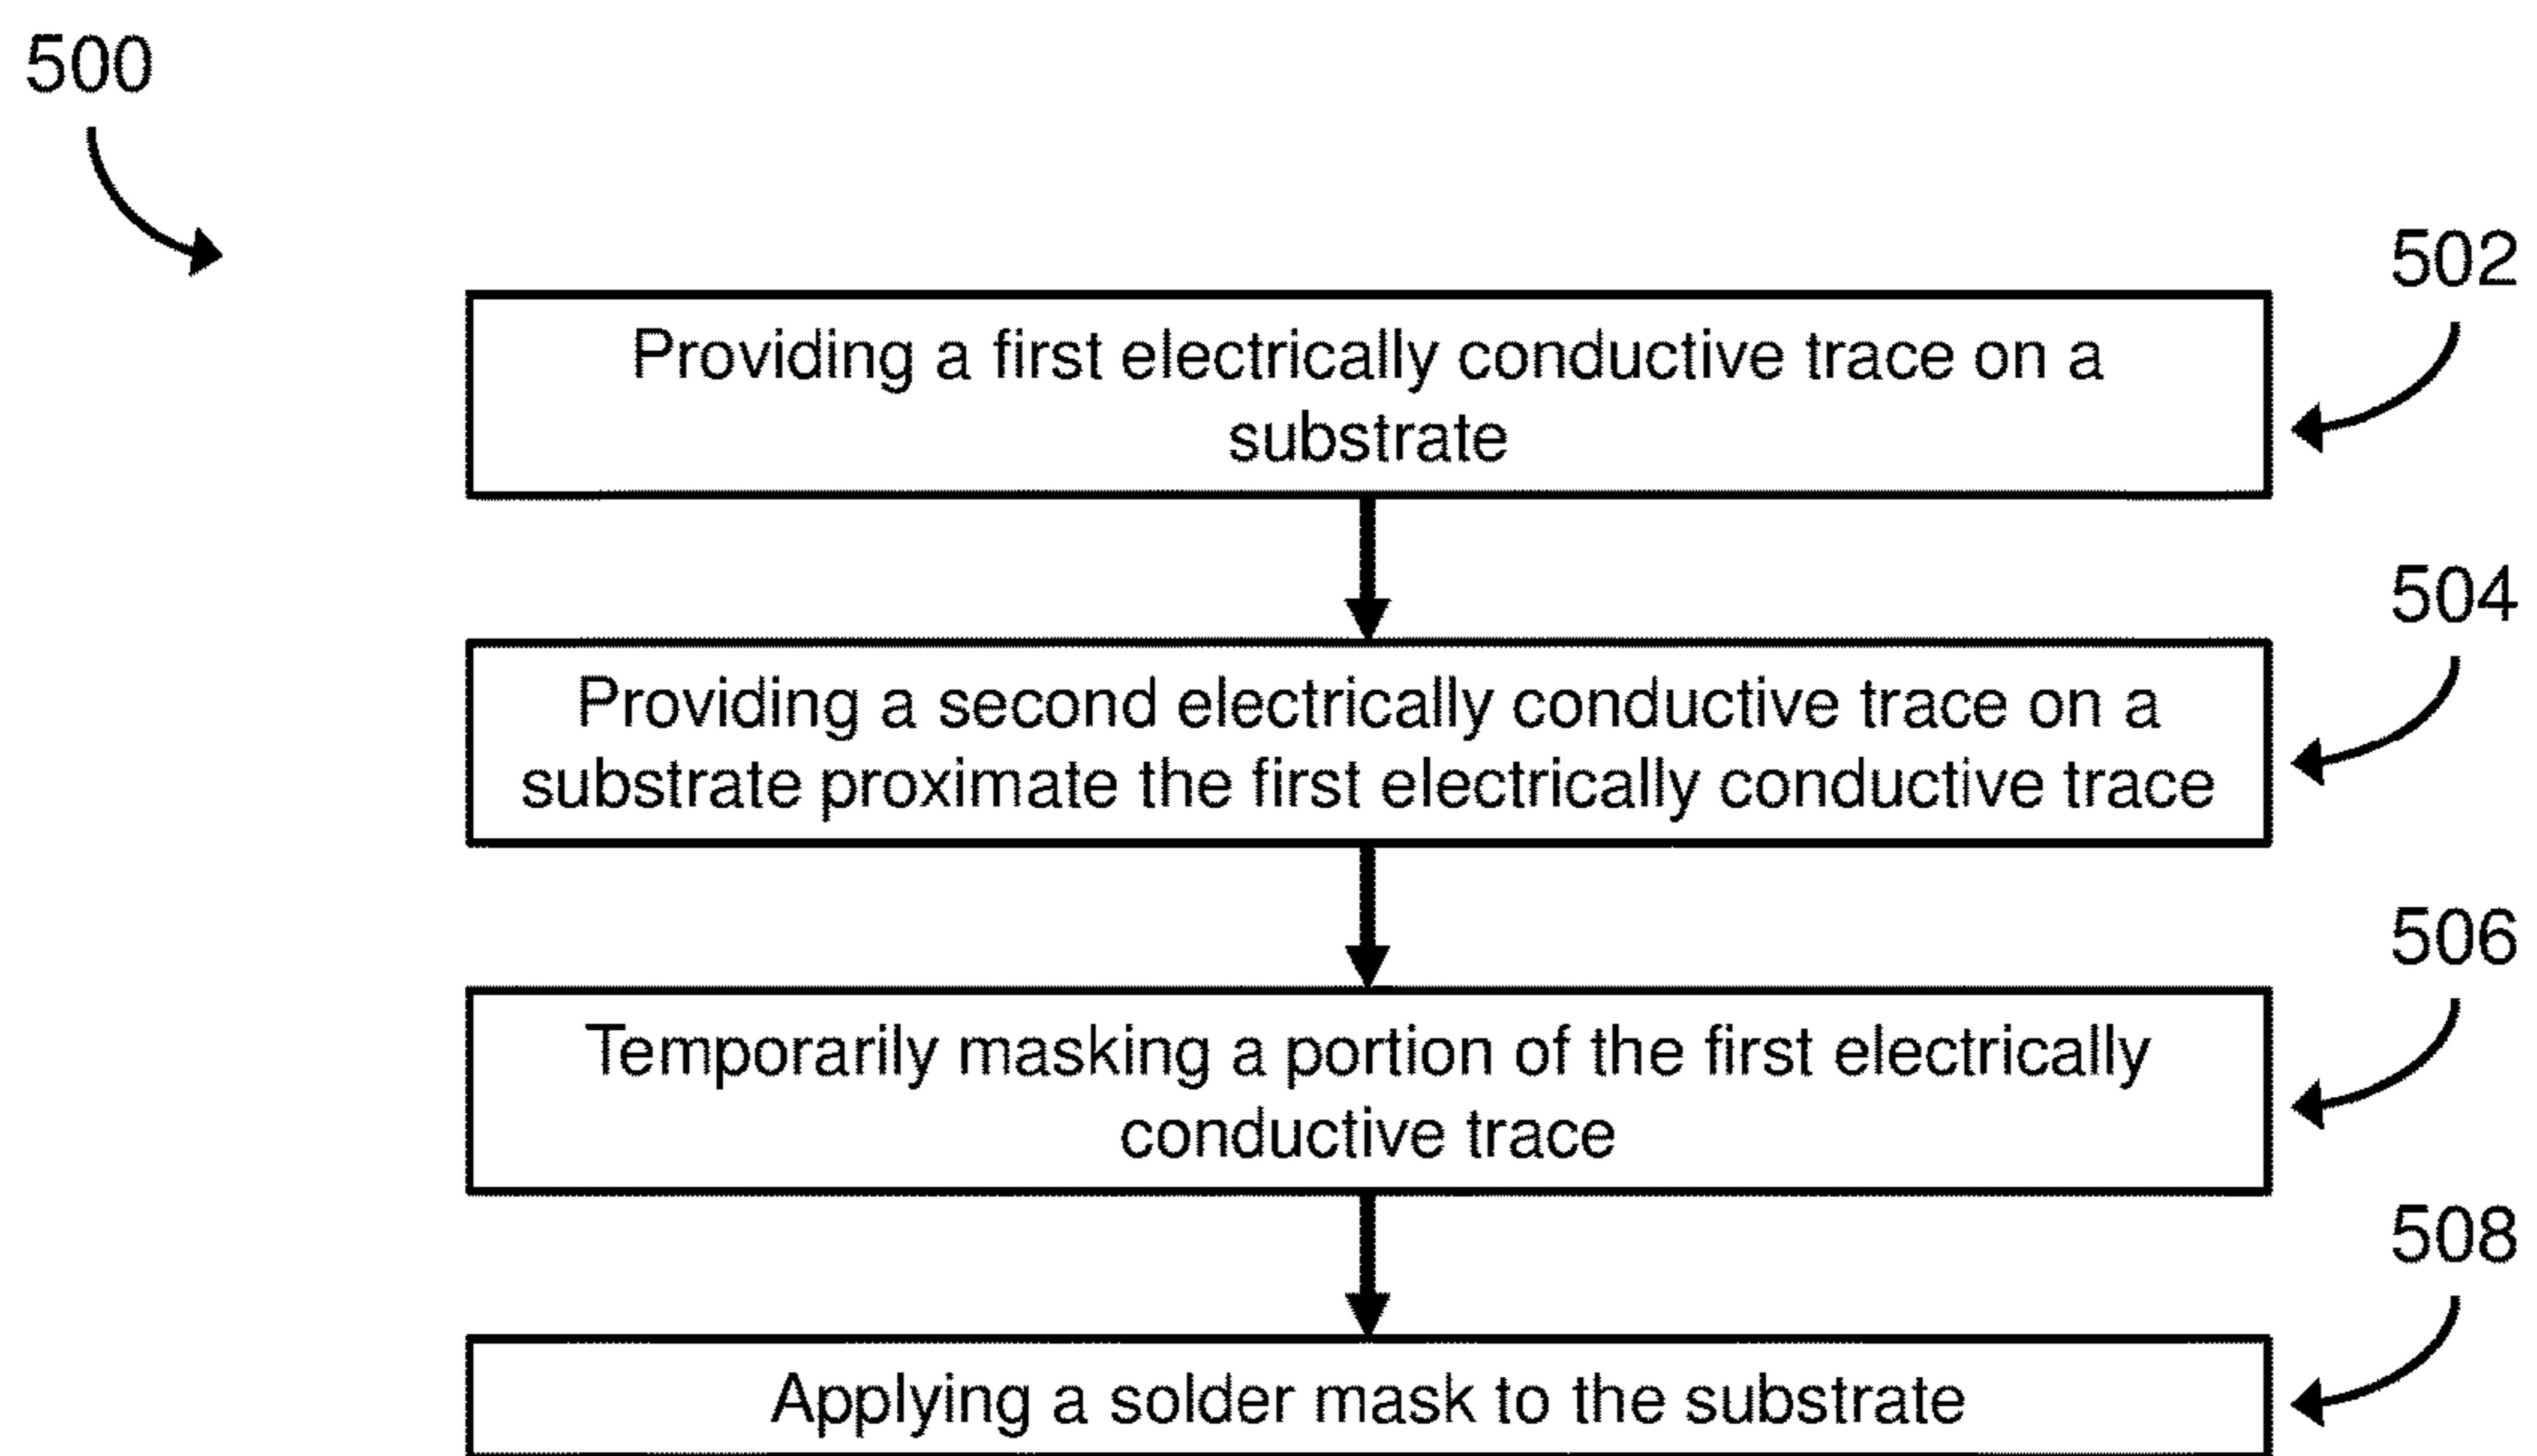 500
502
Providing a first electrically conductive trace on a
substrate
504
Providing a second electrically conductive trace on a
substrate proximate the first electrically conductive trace
506
Temporarily masking a portion of the first electrically
conductive trace
508
Applying a solder mask to the substrate